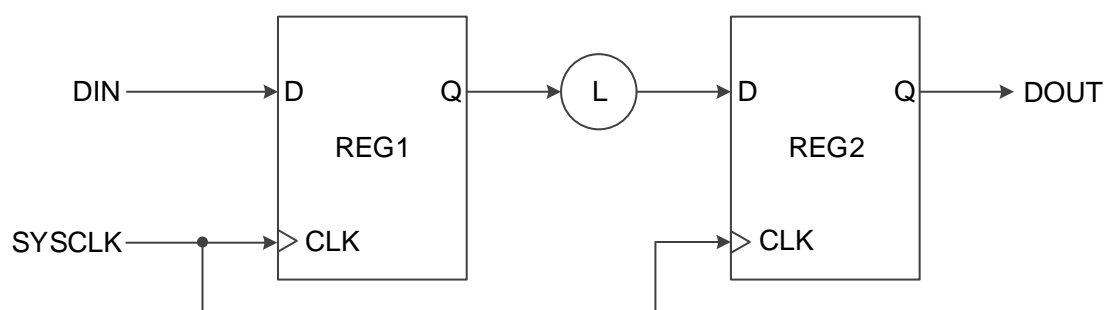 DIN
D
Q
L
D
Q
DOUT
REG1
REG2
SYSCLK
CLK
CLK